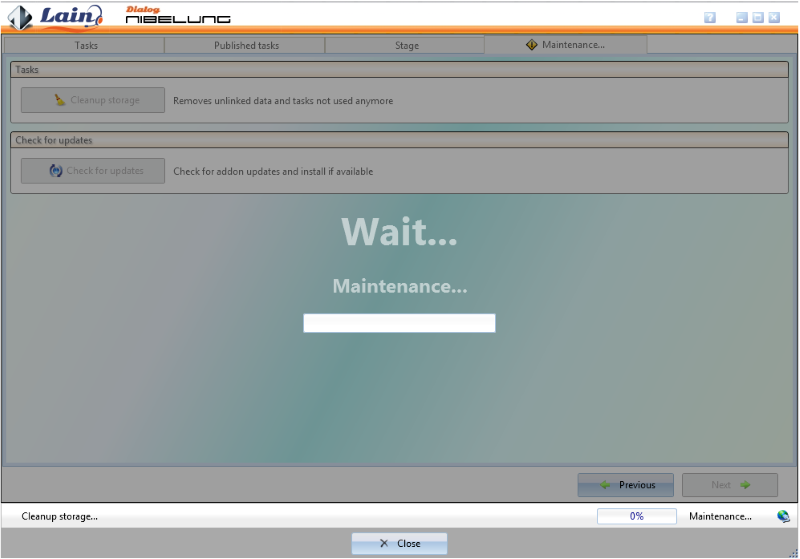 Lain
Dialog
NIBELUNG
?
Tasks
Published tasks
Stage
Maintenance...
Tasks
Cleanup storage
Removes unlinked data and tasks not used anymore
Check for updates
Check for updates
Check for addon updates and install if available
Wait...
Maintenance...
Previous
Next
Cleanup storage...
0%
Maintenance...
Close